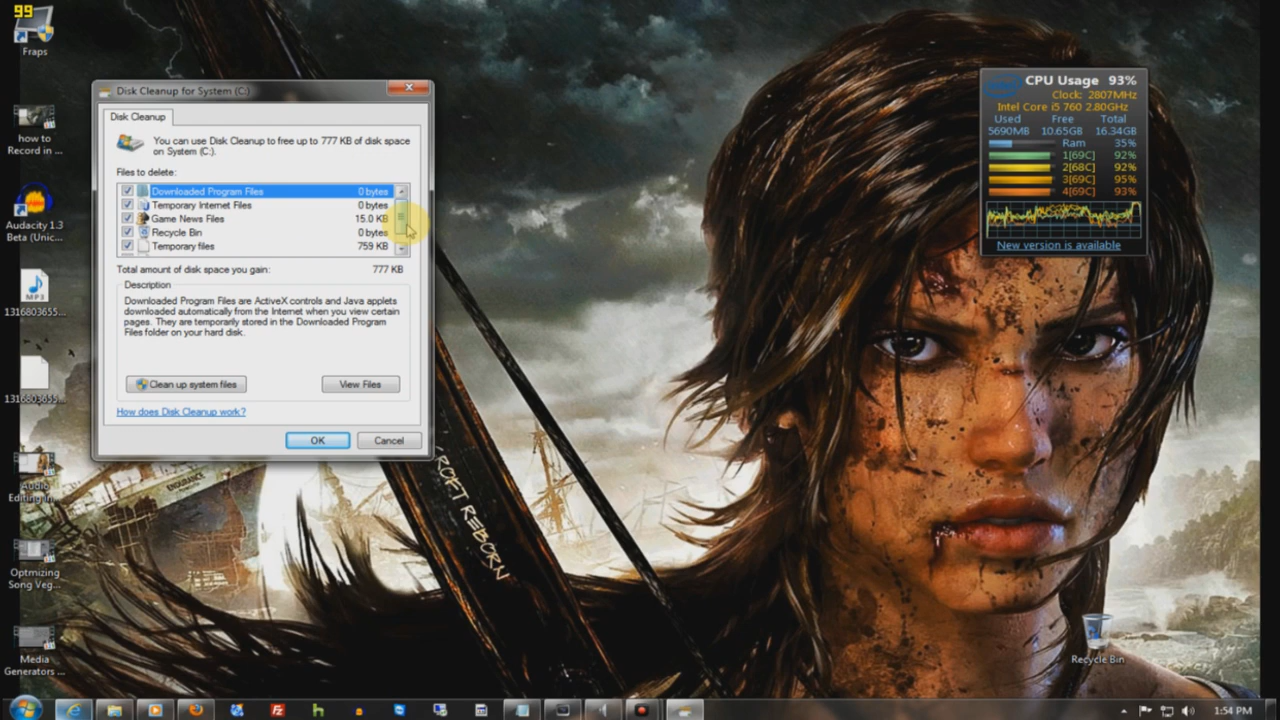 99
Fraps
how to
Record in ...
Audacity 1.3
Beta (Unic...
MP3
1316803655...
1316803655...
Audio
Editing in...
Optmizing
Song Veg...
Media
Generators ...
Disk Cleanup for System (C:)
Disk Cleanup
You can use Disk Cleanup to free up to 777 KB of disk space
on System (C:).
Files to delete:
Downloaded Program Files 0 bytes
Temporary Internet Files 0 bytes
Game News Files 15.0 KB
Recycle Bin 0 bytes
Temporary files 759 KB
Total amount of disk space you gain: 777 KB
Description
Downloaded Program Files are ActiveX controls and Java applets
downloaded automatically from the Internet when you view certain
pages. They are temporarily stored in the Downloaded Program
Files folder on your hard disk.
Clean up system files
View Files
How does Disk Cleanup work?
OK
Cancel
ENDURANCE
CROFT REBORN
CPU Usage 93%
Clock: 2807MHz
Intel Core i5 760 2.80GHz
Used Free Total
5690MB 10.65GB 16.34GB
Ram 35%
1[69C] 92%
2[68C] 92%
3[69C] 95%
4[69C] 93%
New version is available
Recycle Bin
1:54 PM